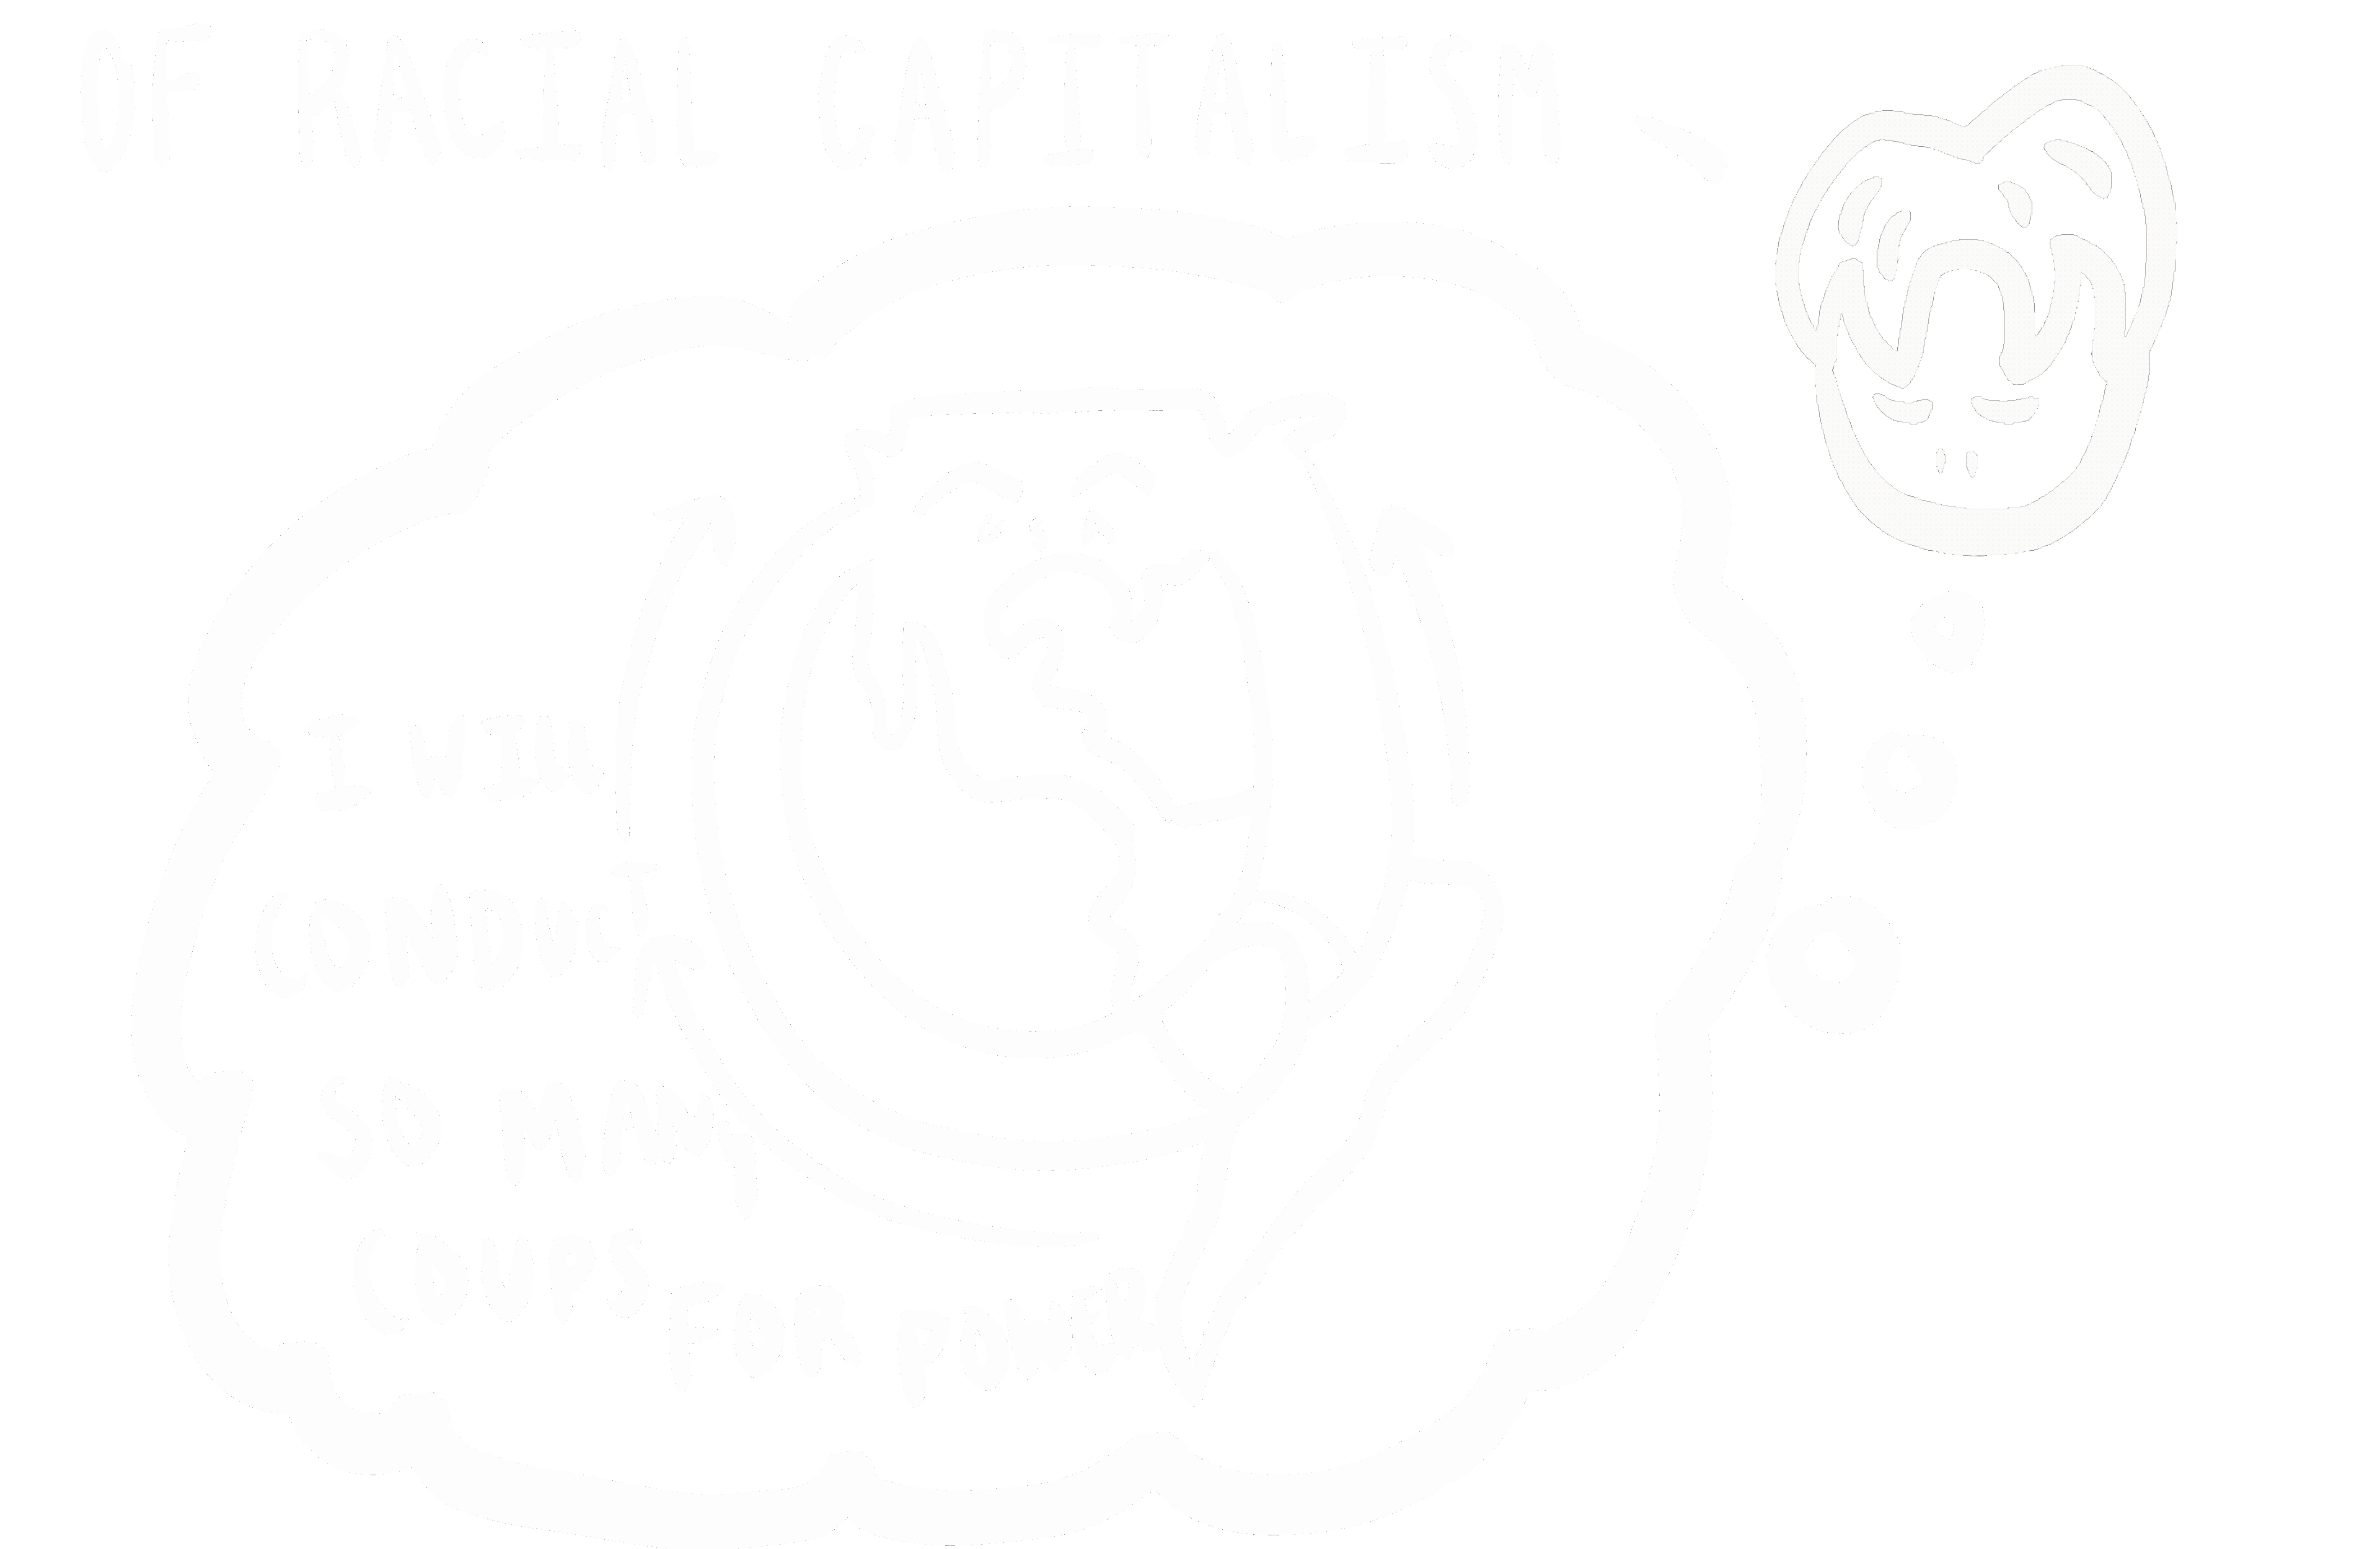 OF RACIAL CAPITALISM
I WILL
CONDUCT
SO MANY
COUPS
FOR POWER